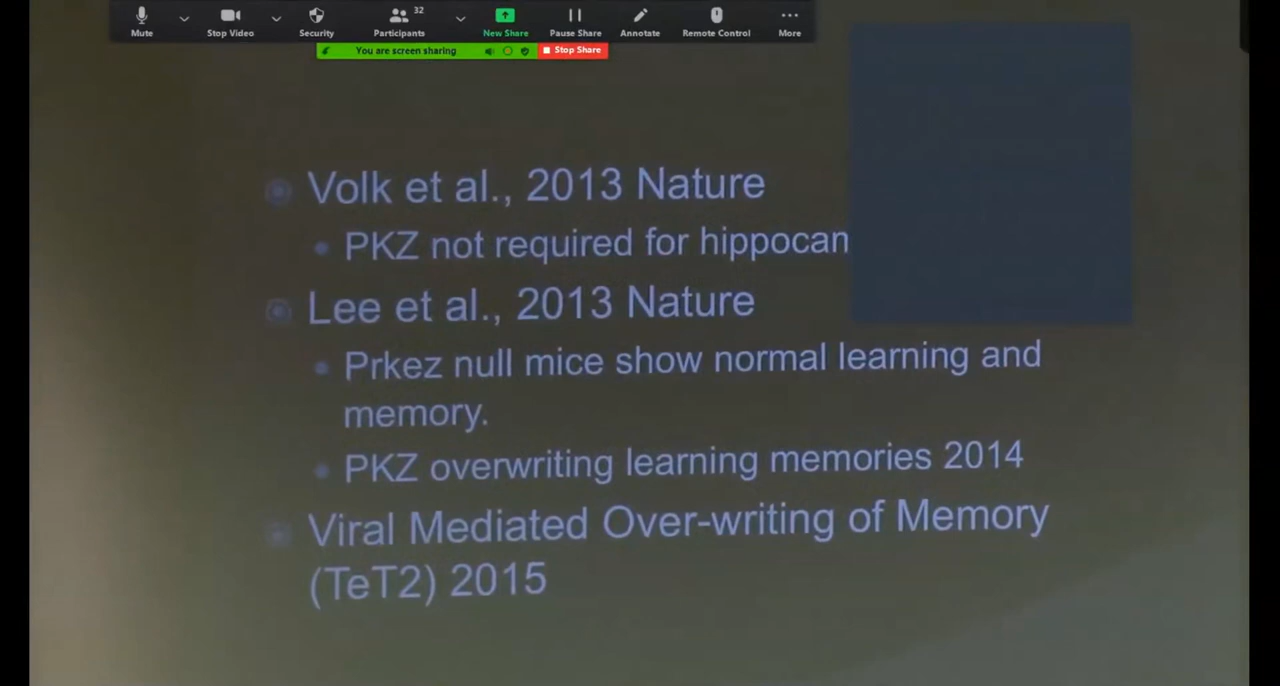 Mute
Stop Video
Security
32
Participants
New Share
Pause Share
Annotate
Remote Control
More
You are screen sharing
Stop Share
Volk et al., 2013 Nature
PKZ not required for hippocan
Lee et al., 2013 Nature
Prkez null mice show normal learning and
memory.
PKZ overwriting learning memories 2014
Viral Mediated Over-writing of Memory
(TeT2) 2015